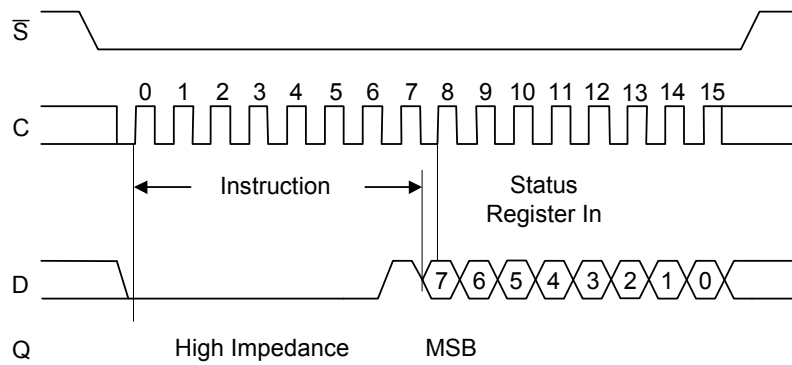 S̅
0 1 2 3 4 5 6 7 8 9 10 11 12 13 14 15
C
Instruction
Status
Register In
D
7 6 5 4 3 2 1 0
Q
High Impedance
MSB